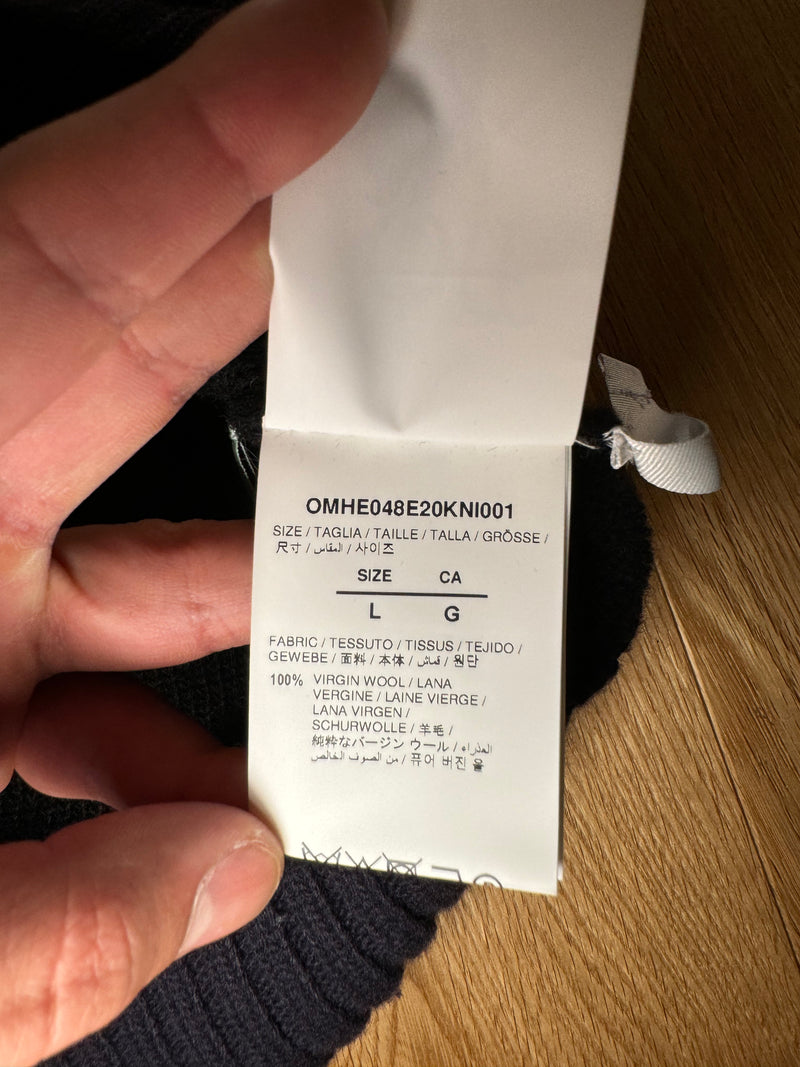 OMHE048E20KNI001
SIZE / TAGLIA / TAILLE / TALLA / GRÖSSE /
尺寸 / المقاس / 사이즈
SIZE CA
L G
FABRIC / TESSUTO / TISSUS / TEJIDO /
GEWEBE / 面料 / 本体 / قماش / 원단
100% VIRGIN WOOL / LANA
VERGINE / LAINE VIERGE /
LANA VIRGEN /
SCHURWOLLE / 羊毛 /
純粋なバージン ウール / العذراء
من الصوف الخالص / 퓨어 버진 울